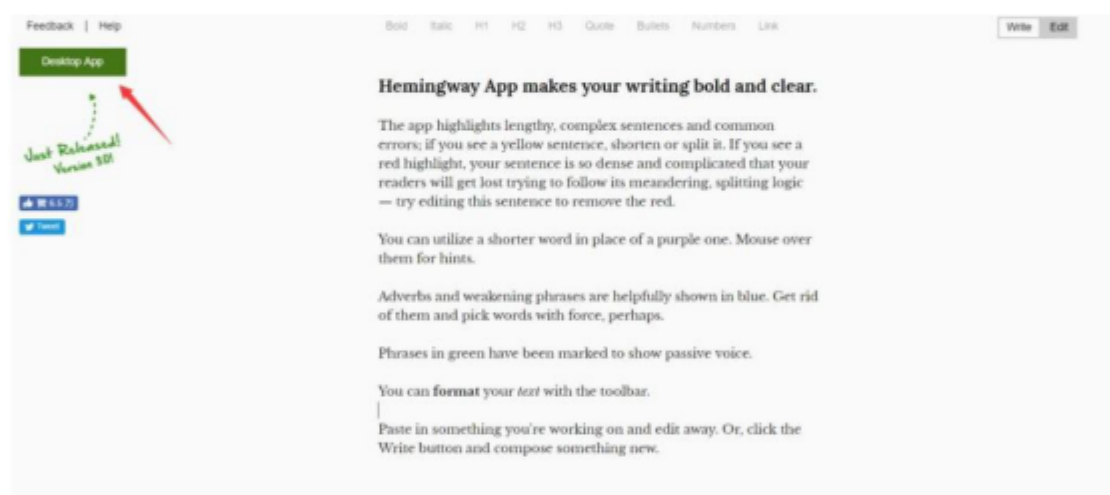 Feedback | Help
Bold Italic H1 H2 H3 Quote Bullets Numbers Link
Write Edit
Desktop App
Just Released!
Version 3.0!
Tweet
Hemingway App makes your writing bold and clear.
The app highlights lengthy, complex sentences and common
errors; if you see a yellow sentence, shorten or split it. If you see a
red highlight, your sentence is so dense and complicated that your
readers will get lost trying to follow its meandering, splitting logic
— try editing this sentence to remove the red.
You can utilize a shorter word in place of a purple one. Mouse over
them for hints.
Adverbs and weakening phrases are helpfully shown in blue. Get rid
of them and pick words with force, perhaps.
Phrases in green have been marked to show passive voice.
You can format your text with the toolbar.
Paste in something you're working on and edit away. Or, click the
Write button and compose something new.